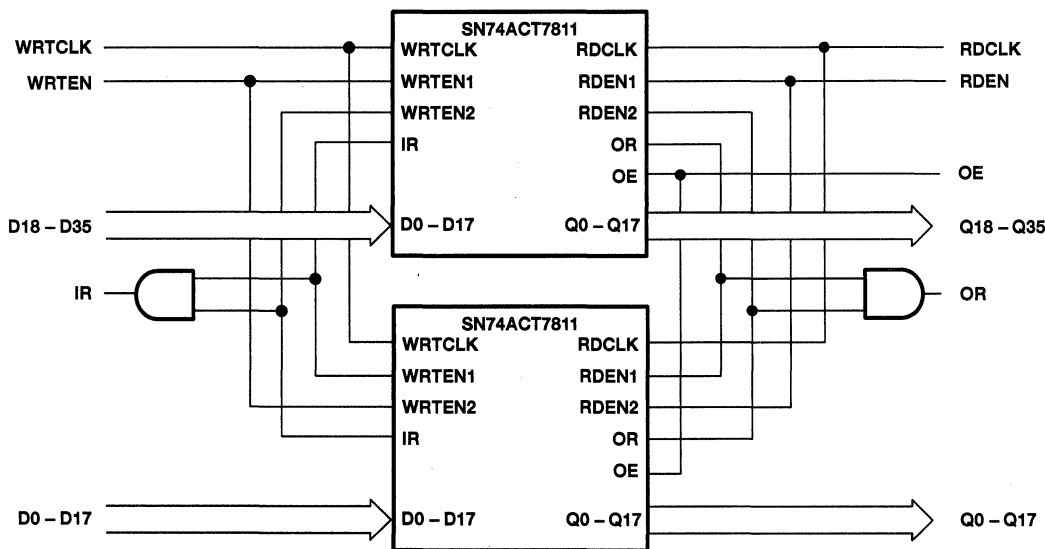 SN74ACT7811
WRTCLK WRTCLK RDCLK RDCLK
WRTEN WRTEN1 RDEN1 RDEN
WRTEN2 RDEN2
IR OR
OE OE
D18 – D35 D0 – D17 Q0 – Q17 Q18 – Q35
IR OR
SN74ACT7811
WRTCLK RDCLK
WRTEN1 RDEN1
WRTEN2 RDEN2
IR OR
OE
D0 – D17 D0 – D17 Q0 – Q17 Q0 – Q17